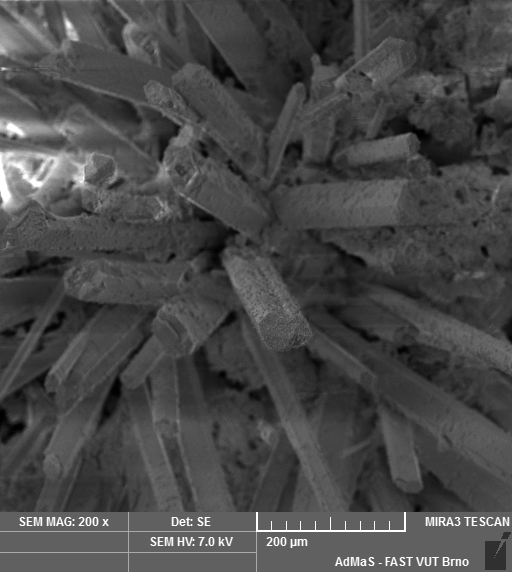 SEM MAG: 200 x Det: SE MIRA3 TESCAN
SEM HV: 7.0 kV 200 µm
AdMaS - FAST VUT Brno